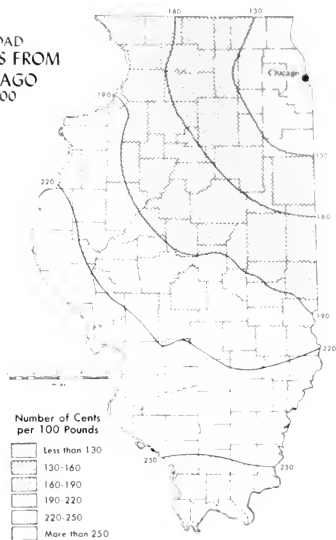 OAD
S FROM
AGO
00
160
130
Chicago
190
130
220
160
190
220
250
250
Number of Cents
per 100 Pounds
Less than 130
130-160
160-190
190-220
220-250
More than 250